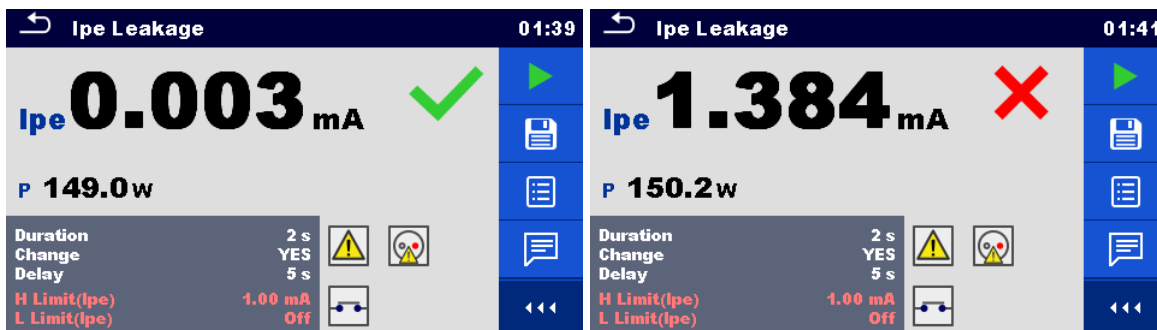 Ipe Leakage 01:39
Ipe 0.003 mA
P 149.0 W
Duration 2 s
Change YES
Delay 5 s
H Limit(Ipe) 1.00 mA
L Limit(Ipe) Off
Ipe Leakage 01:41
Ipe 1.384 mA
P 150.2 W
Duration 2 s
Change YES
Delay 5 s
H Limit(Ipe) 1.00 mA
L Limit(Ipe) Off